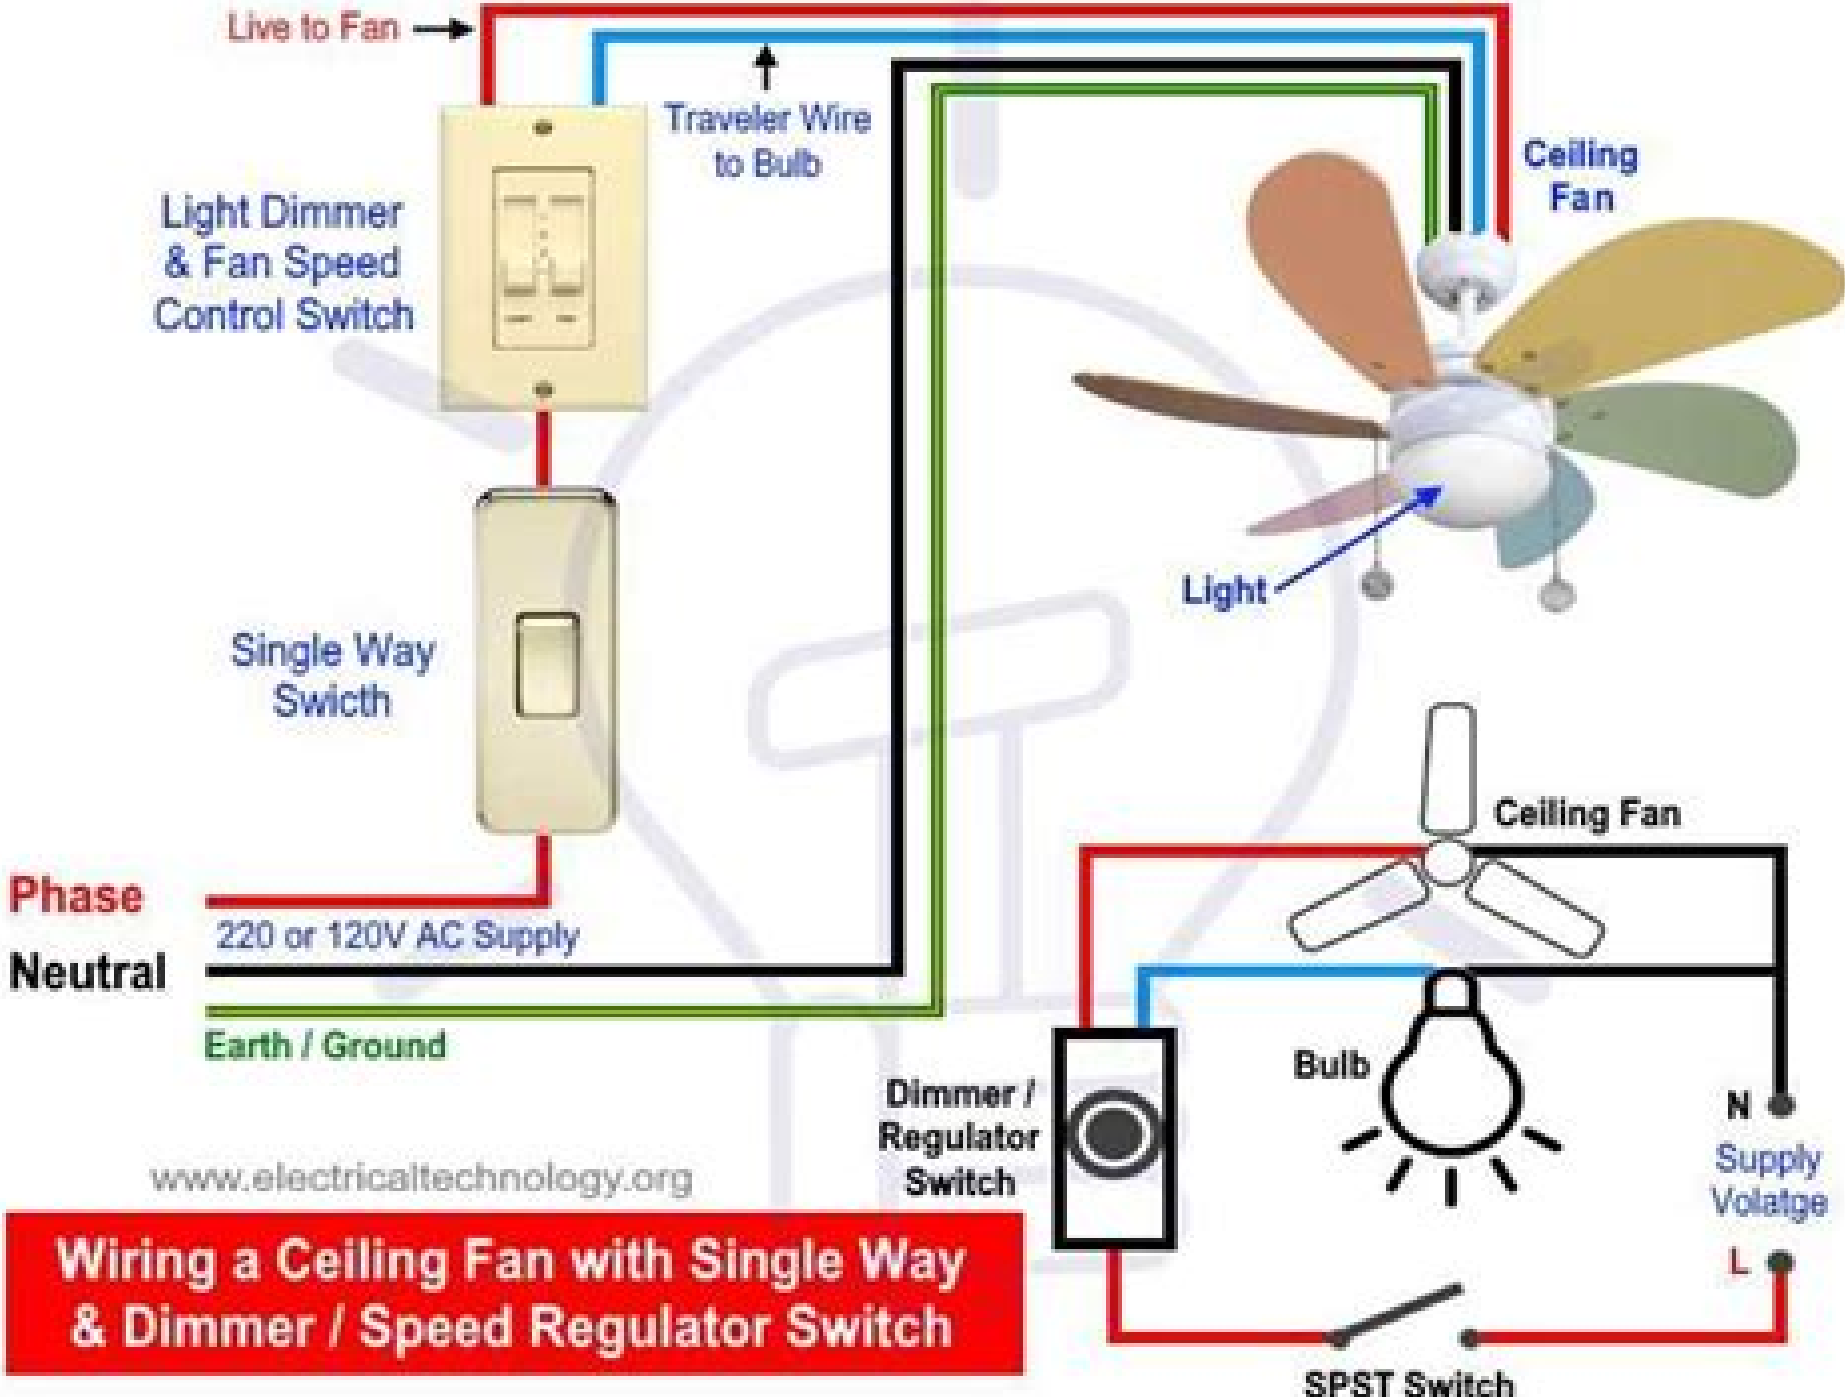 Live to Fan
Traveler Wire
to Bulb
Ceiling
Fan
Light Dimmer
& Fan Speed
Control Switch
Light
Single Way
Swicth
Phase
220 or 120V AC Supply
Neutral
Earth / Ground
Ceiling Fan
Bulb
Dimmer /
Regulator
Switch
N
Supply
Volatge
L
SPST Switch
www.electricaltechnology.org
Wiring a Ceiling Fan with Single Way
& Dimmer / Speed Regulator Switch